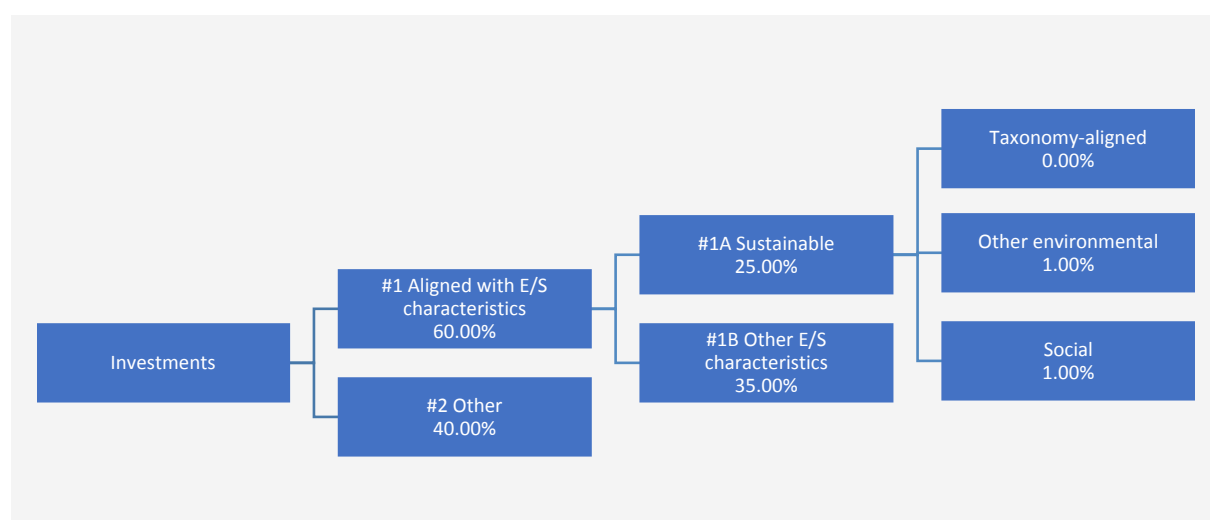 Investments
#1 Aligned with E/S
characteristics
60.00%
#2 Other
40.00%
#1A Sustainable
25.00%
#1B Other E/S
characteristics
35.00%
Taxonomy-aligned
0.00%
Other environmental
1.00%
Social
1.00%